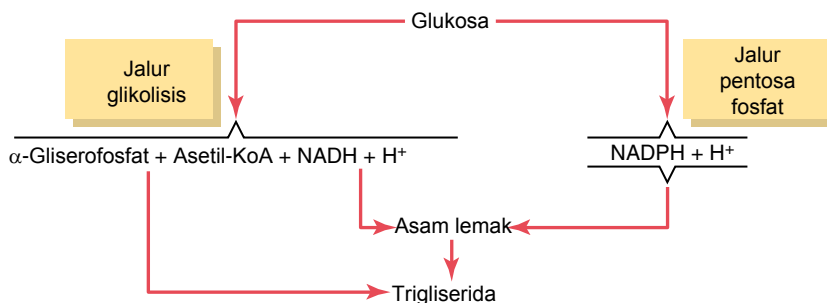 Glukosa
Jalur
glikolisis
Jalur
pentosa
fosfat
α-Gliserofosfat + Asetil-KoA + NADH + H⁺
NADPH + H⁺
Asam lemak
Trigliserida